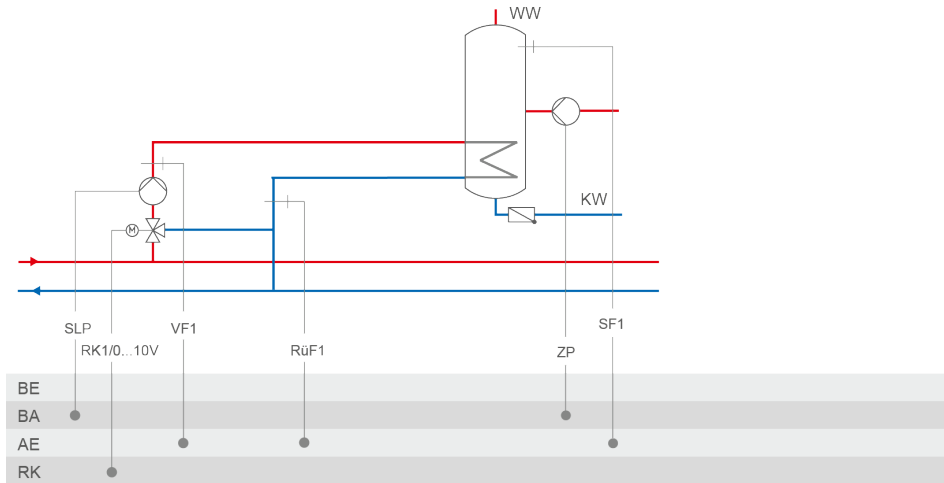 WW
KW
M
SLP
VF1
SF1
RK1/0...10V
RüF1
ZP
BE
BA
AE
RK